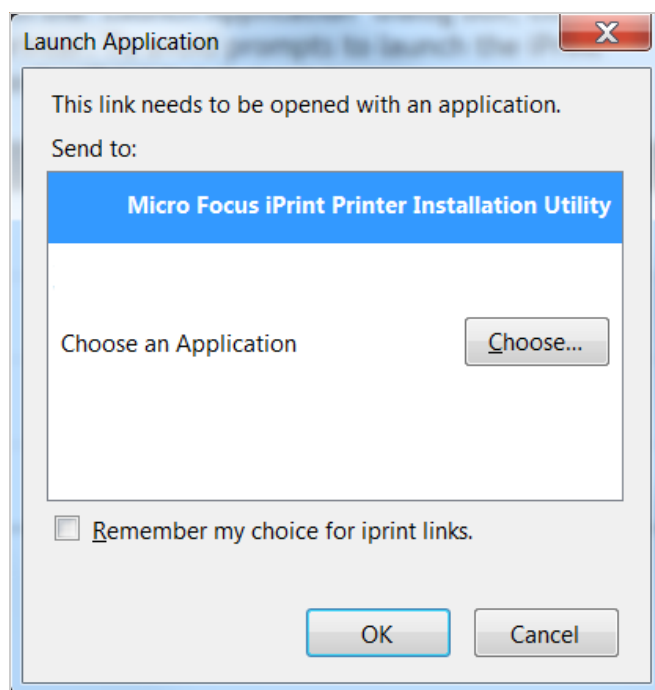 Launch Application
This link needs to be opened with an application.
Send to:
Micro Focus iPrint Printer Installation Utility
Choose an Application
Choose...
Remember my choice for iprint links.
OK
Cancel